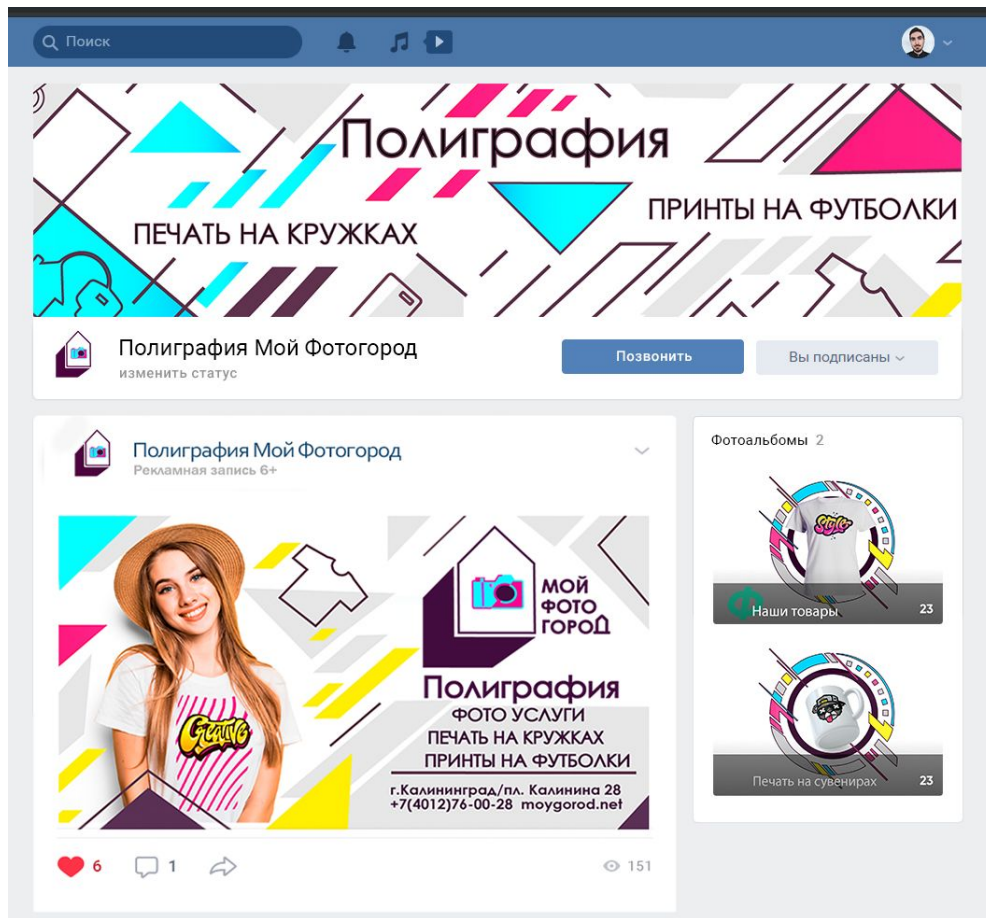 Поиск
Полиграфия
ПРИНТЫ НА ФУТБОЛКИ
ПЕЧАТЬ НА КРУЖКАХ
Полиграфия Мой Фотогород
изменить статус
Позвонить
Вы подписаны
Полиграфия Мой Фотогород
Рекламная запись 6+
Фотоальбомы 2
Style
Наши товары 23
Печать на сувенирах 23
Creative
МОЙ
ФОТО
ГОРОД
Полиграфия
ФОТО УСЛУГИ
ПЕЧАТЬ НА КРУЖКАХ
ПРИНТЫ НА ФУТБОЛКИ
г.Калининград/пл. Калинина 28
+7(4012)76-00-28 moygorod.net
6
1
151